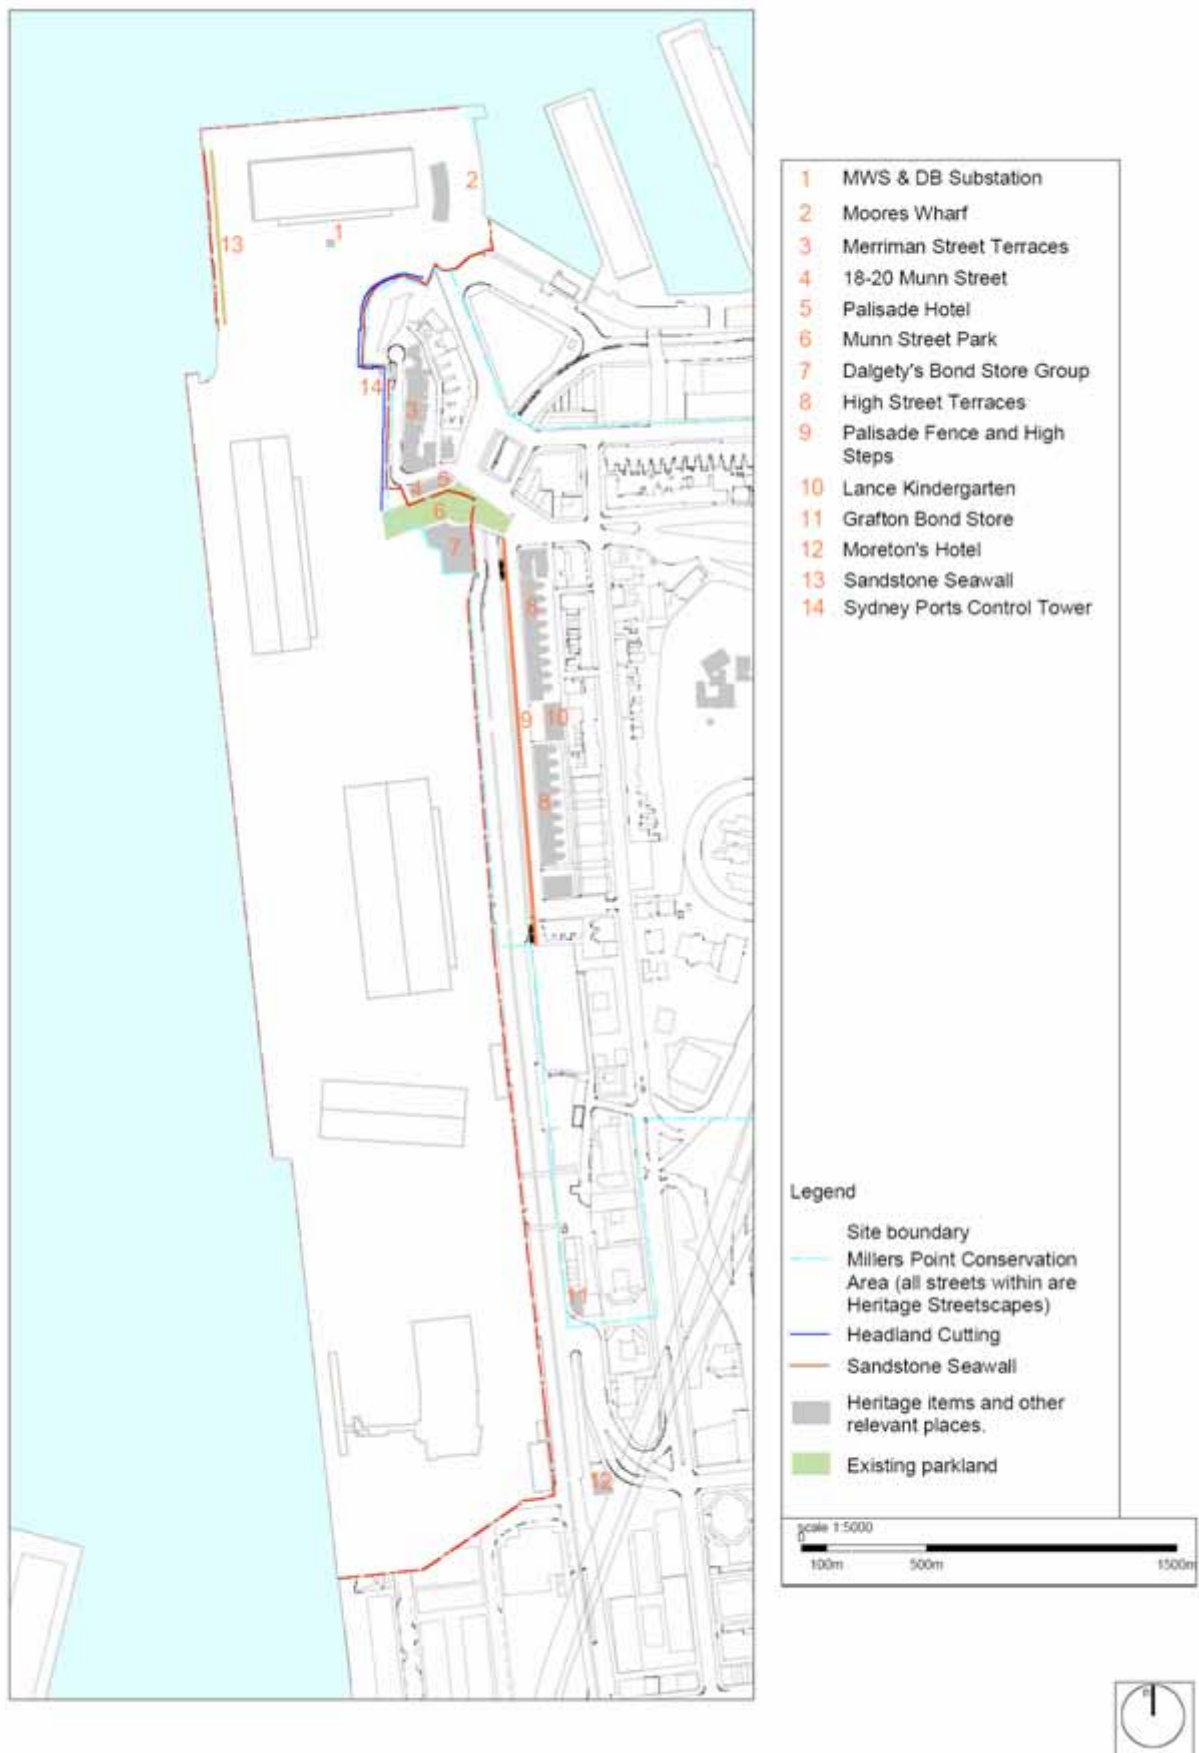 2
1
13
14
3
4
5
6
7
8
9
10
8
11
12
1 MWS & DB Substation
2 Moores Wharf
3 Merriman Street Terraces
4 18-20 Munn Street
5 Palisade Hotel
6 Munn Street Park
7 Dalgety's Bond Store Group
8 High Street Terraces
9 Palisade Fence and High
Steps
10 Lance Kindergarten
11 Grafton Bond Store
12 Moreton's Hotel
13 Sandstone Seawall
14 Sydney Ports Control Tower
Legend
Site boundary
Millers Point Conservation
Area (all streets within are
Heritage Streetscapes)
Headland Cutting
Sandstone Seawall
Heritage items and other
relevant places.
Existing parkland
scale 1:5000
0
100m 500m 1500m